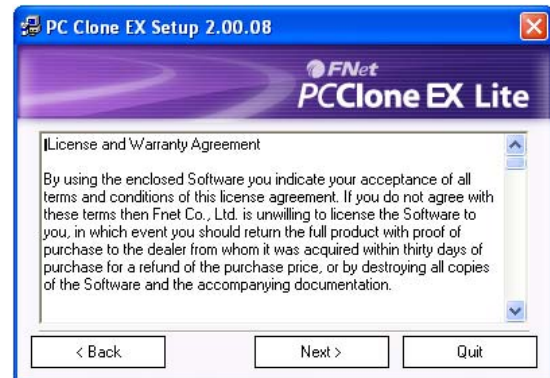 PC Clone EX Setup 2.00.08
FNet
PCClone EX Lite
License and Warranty Agreement
By using the enclosed Software you indicate your acceptance of all
terms and conditions of this license agreement. If you do not agree with
these terms then Fnet Co., Ltd. is unwilling to license the Software to
you, in which event you should return the full product with proof of
purchase to the dealer from whom it was acquired within thirty days of
purchase for a refund of the purchase price, or by destroying all copies
of the Software and the accompanying documentation.
< Back
Next >
Quit